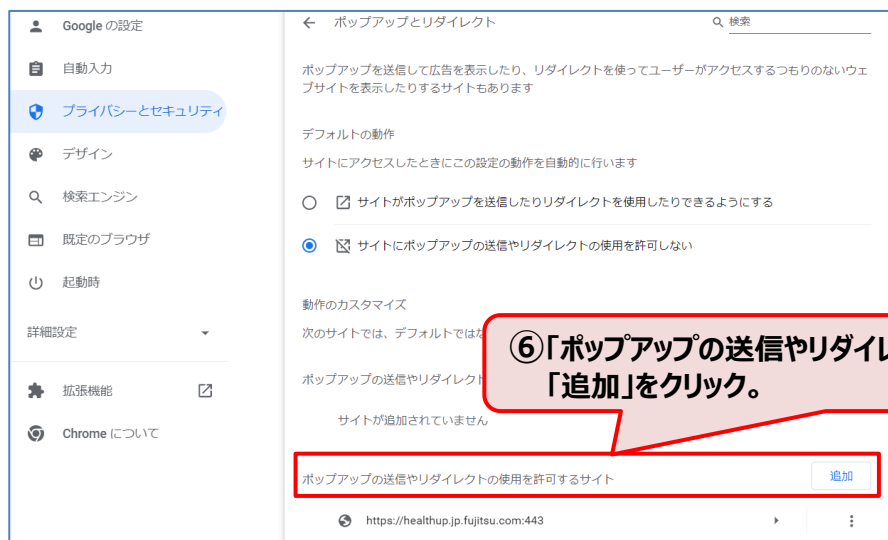 Google の設定
自動入力
プライバシーとセキュリティ
デザイン
検索エンジン
既定のブラウザ
起動時
詳細設定
拡張機能
Chrome について
ポップアップとリダイレクト
検索
ポップアップを送信して広告を表示したり、リダイレクトを使ってユーザーがアクセスするつもりのないウェ
ブサイトを表示したりするサイトもあります
デフォルトの動作
サイトにアクセスしたときにこの設定の動作を自動的に行います
サイトがポップアップを送信したりリダイレクトを使用したりできるようにする
サイトにポップアップの送信やリダイレクトの使用を許可しない
動作のカスタマイズ
次のサイトでは、デフォルトではな
⑥「ポップアップの送信やリダイレ
「追加」をクリック。
ポップアップの送信やリダイレクト
サイトが追加されていません
ポップアップの送信やリダイレクトの使用を許可するサイト
追加
https://healthup.jp.fujitsu.com:443